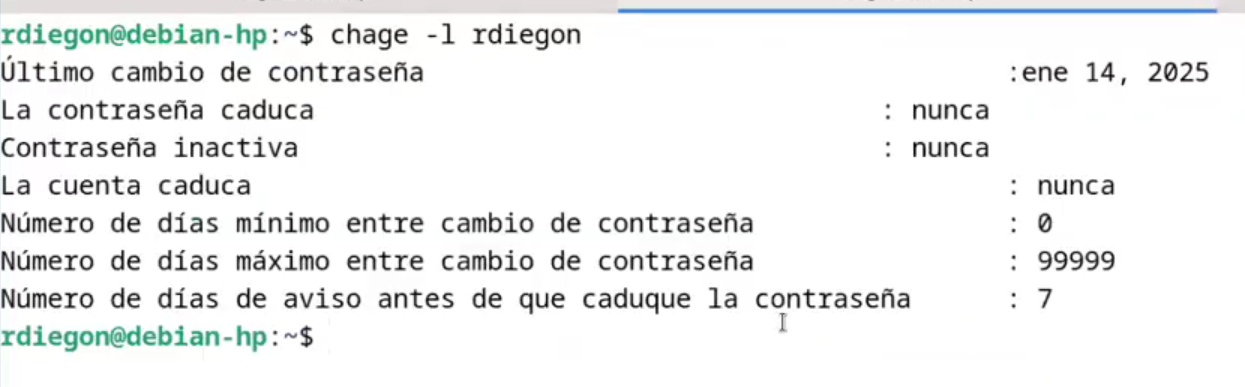 rdiegon@debian-hp:~$ chage -l rdiegon
Último cambio de contraseña :ene 14, 2025
La contraseña caduca : nunca
Contraseña inactiva : nunca
La cuenta caduca : nunca
Número de días mínimo entre cambio de contraseña : 0
Número de días máximo entre cambio de contraseña : 99999
Número de días de aviso antes de que caduque la contraseña : 7
rdiegon@debian-hp:~$